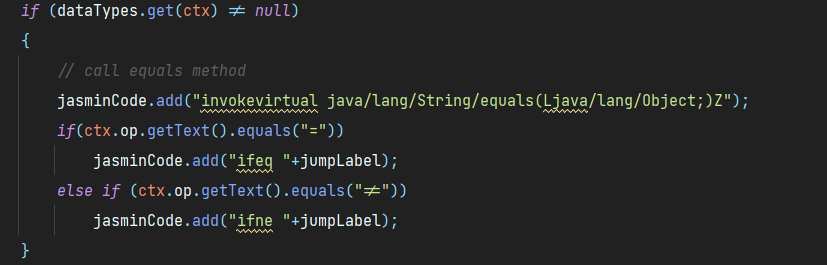 if (dataTypes.get(ctx) ≠ null)
{
// call equals method
jasminCode.add("invokevirtual java/lang/String/equals(Ljava/lang/Object;)Z");
if(ctx.op.getText().equals("="))
jasminCode.add("ifeq "+jumpLabel);
else if (ctx.op.getText().equals("≠"))
jasminCode.add("ifne "+jumpLabel);
}